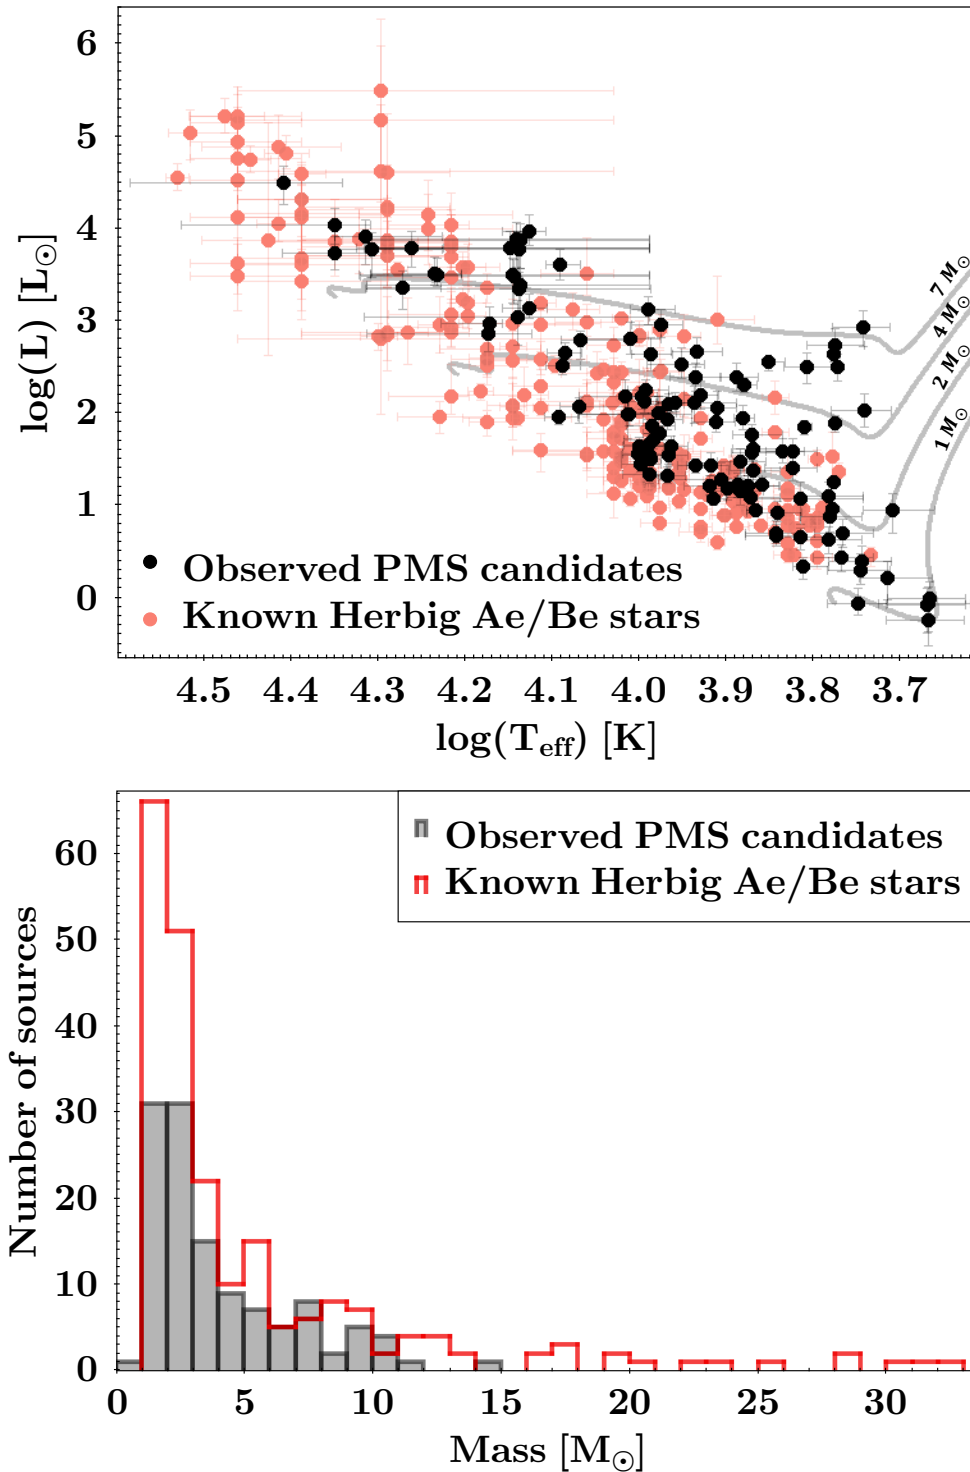 6
5
4
3
2
1
0
log(L) [L⊙]
7 M⊙
4 M⊙
2 M⊙
1 M⊙
Observed PMS candidates
Known Herbig Ae/Be stars
4.5 4.4 4.3 4.2 4.1 4.0 3.9 3.8 3.7
log(Teff) [K]
Observed PMS candidates
Known Herbig Ae/Be stars
60
50
40
30
20
10
0
Number of sources
0 5 10 15 20 25 30
Mass [M⊙]